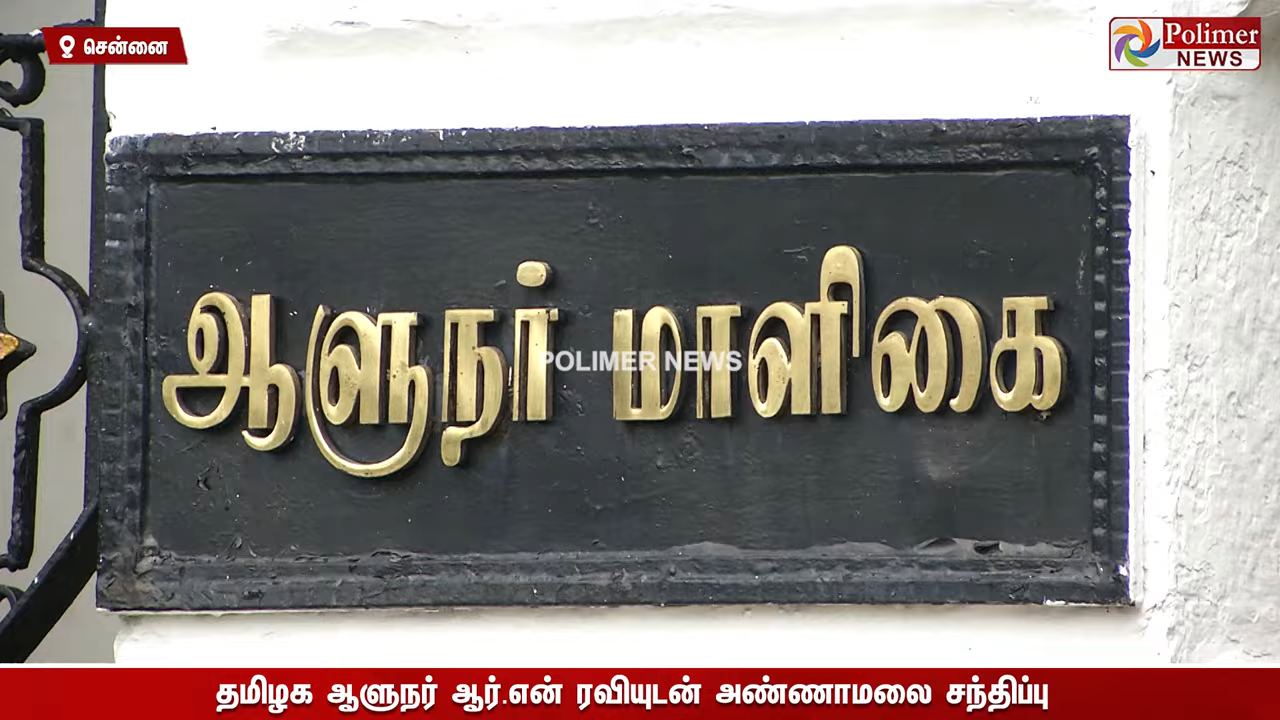 சென்னை
Polimer
NEWS
ஆளுநர் மாளிகை
POLIMER NEWS
தமிழக ஆளுநர் ஆர்.என் ரவியுடன் அண்ணாமலை சந்திப்பு